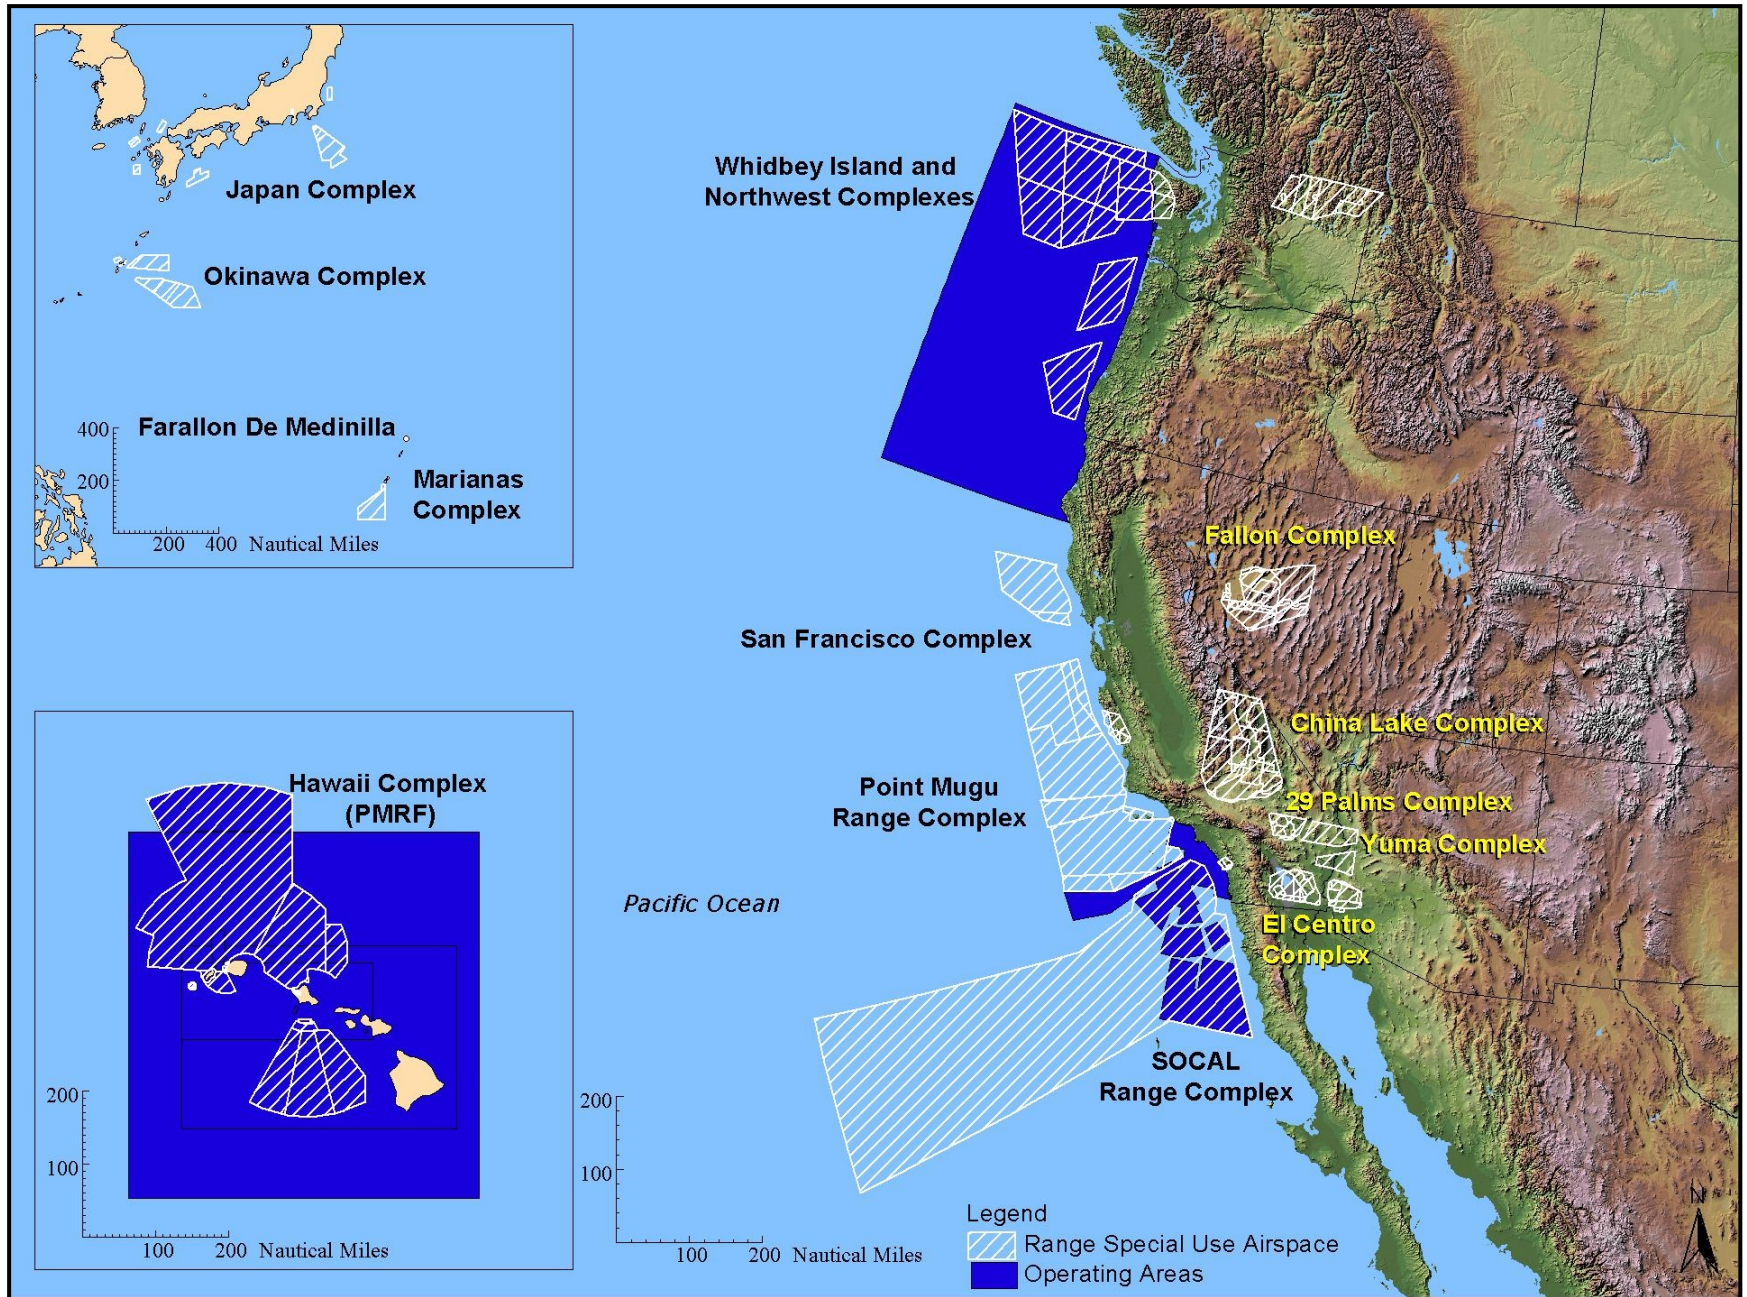 Japan Complex
Okinawa Complex
Farallon De Medinilla
Marianas
Complex
400
200
200 400 Nautical Miles
Whidbey Island and
Northwest Complexes
San Francisco Complex
Point Mugu
Range Complex
Pacific Ocean
SOCAL
Range Complex
Fallon Complex
China Lake Complex
29 Palms Complex
Yuma Complex
El Centro
Complex
Hawaii Complex
(PMRF)
200
100
100 200 Nautical Miles
200
100
100 200 Nautical Miles
Legend
Range Special Use Airspace
Operating Areas
N